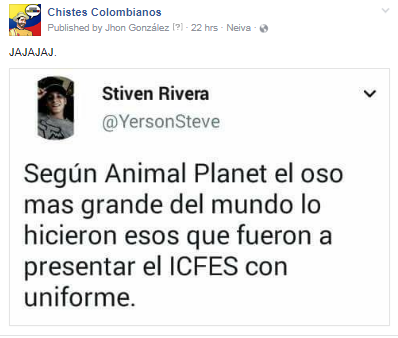 Chistes Colombianos
Published by Jhon González [?] · 22 hrs · Neiva ·
JAJAJAJ.
Stiven Rivera
@YersonSteve
Según Animal Planet el oso
mas grande del mundo lo
hicieron esos que fueron a
presentar el ICFES con
uniforme.